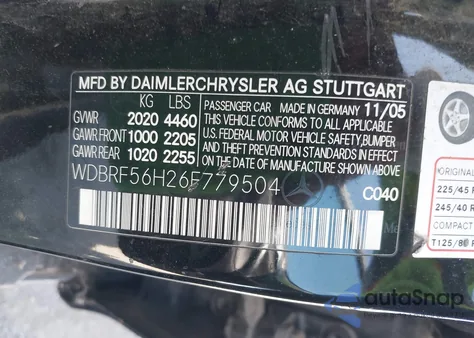 MFD BY DAIMLERCHRYSLER AG STUTTGART
KG LBS
GVWR 2020 4460
GAWR FRONT 1000 2205
GAWR REAR 1020 2255
PASSENGER CAR MADE IN GERMANY 11/05
THIS VEHICLE CONFORMS TO ALL APPLICABLE
U.S. FEDERAL MOTOR VEHICLE SAFETY,BUMPER
AND THEFT PREVENTION STANDARDS IN EFFECT
ON THE DATE OF MANUFACTURE SHOWN ABOVE.
WDBRF56H26F779504
C040
ORIGINAL
225/45 R
245/40 R
COMPACT
T125/80
autoSnap